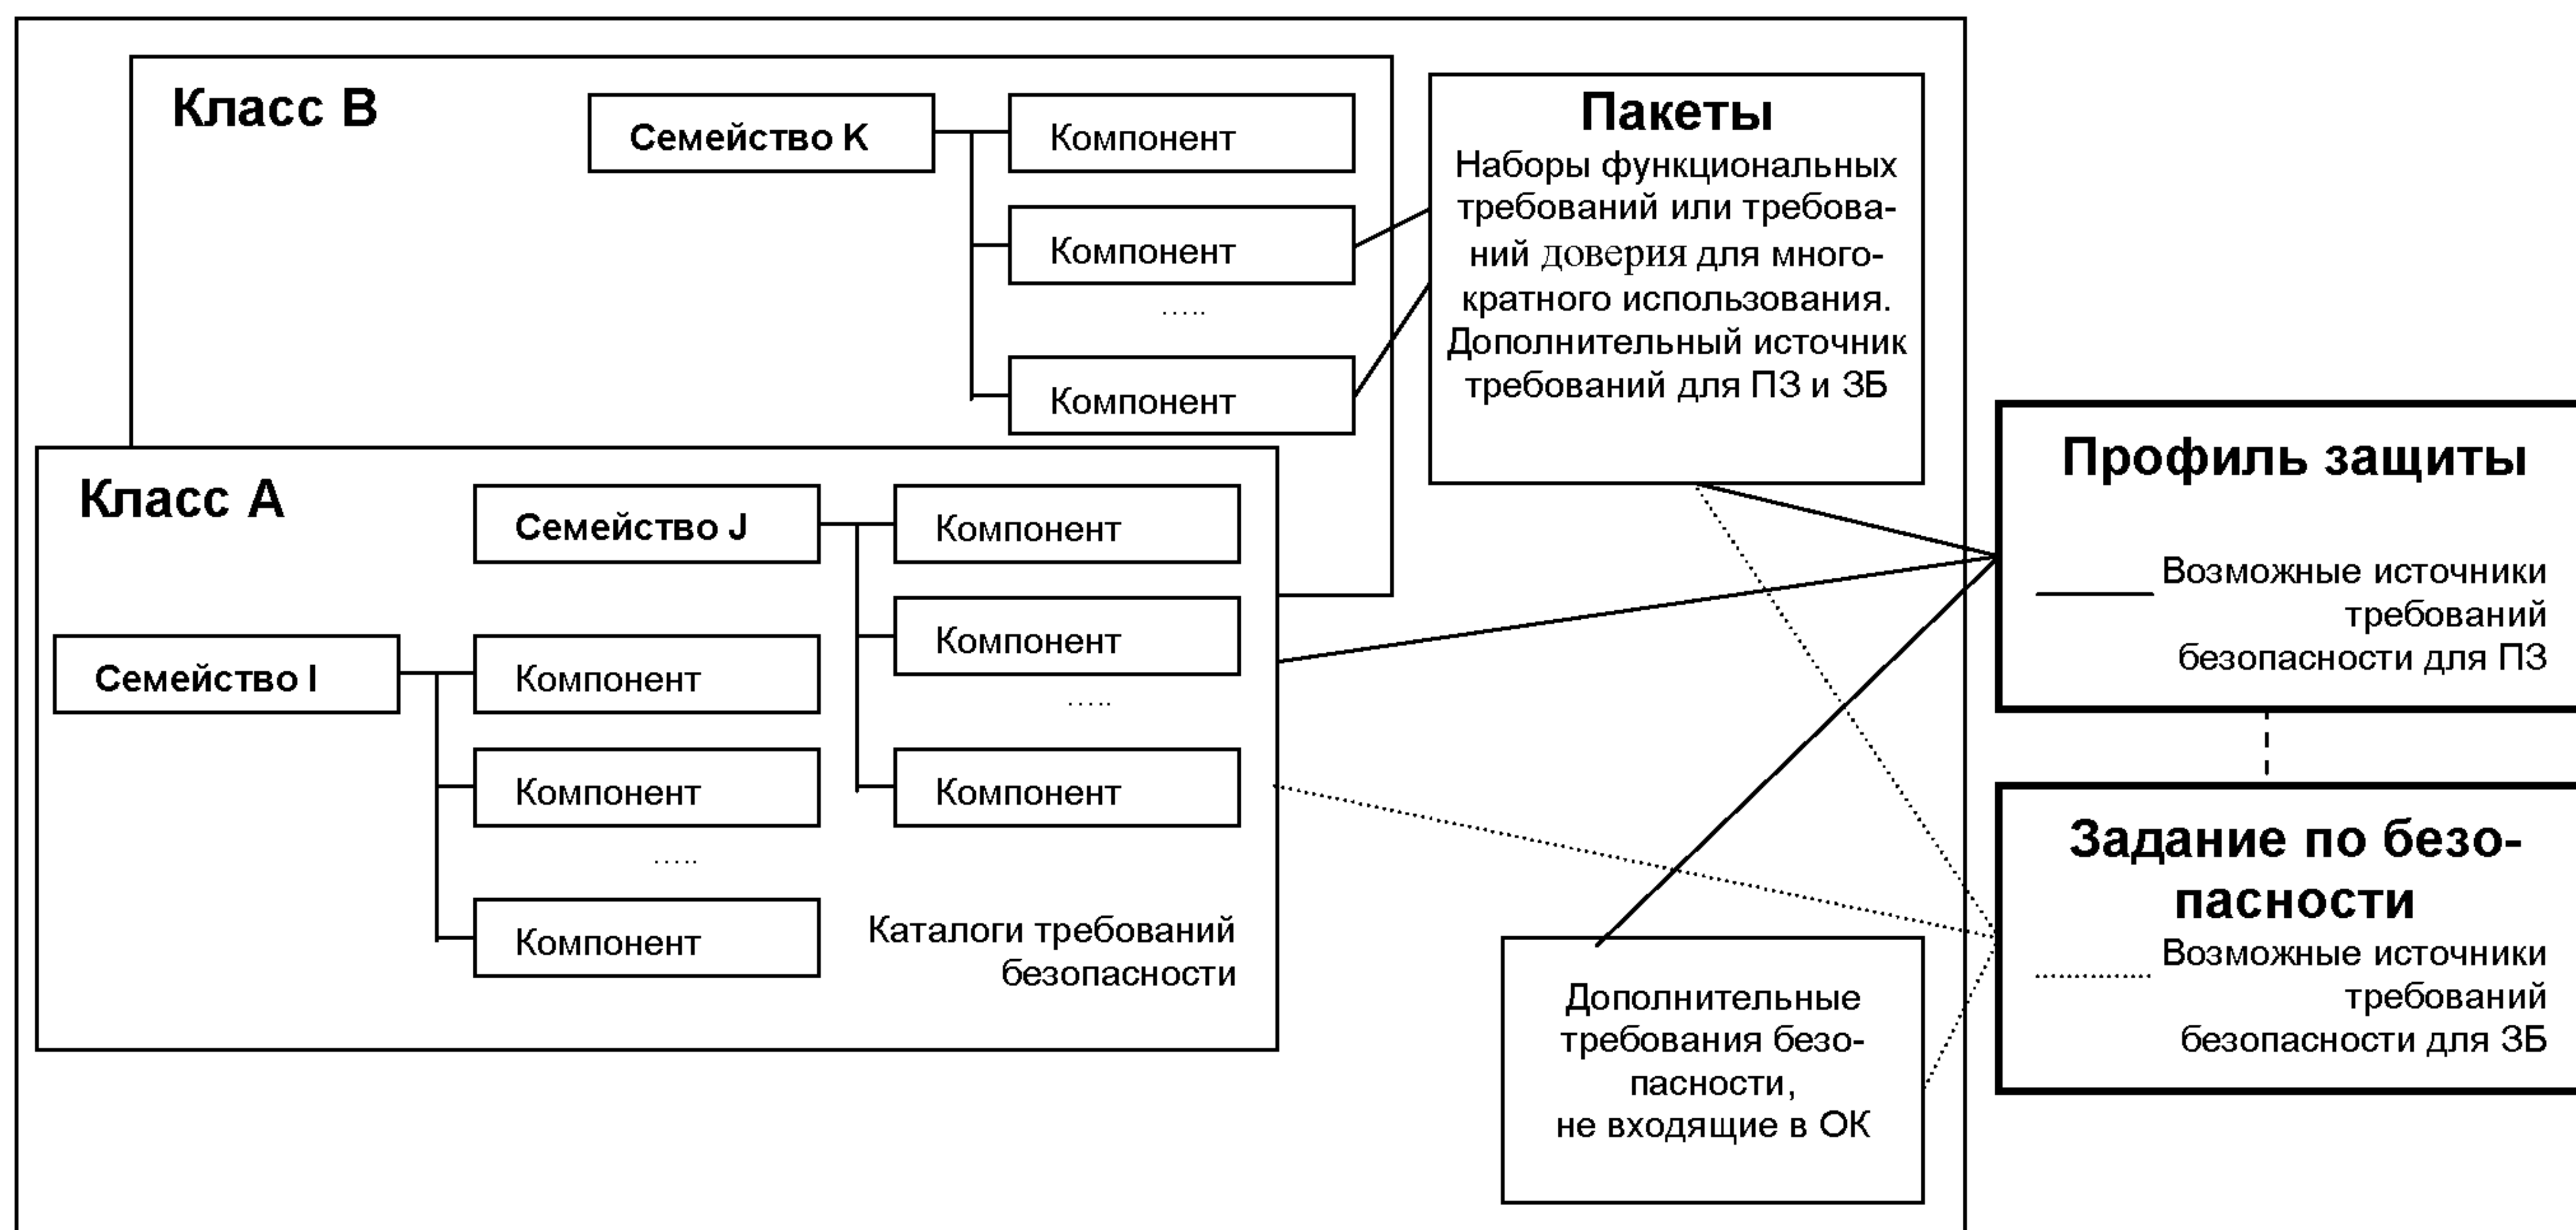 Класс B
Семейство K
Компонент
Компонент
.....
Компонент
Пакеты
Наборы функциональных
требований или требова-
ний доверия для много-
кратного использования.
Дополнительный источник
требований для ПЗ и ЗБ
Класс A
Семейство J
Компонент
Компонент
.....
Компонент
Семейство I
Компонент
Компонент
.....
Компонент
Каталоги требований
безопасности
Профиль защиты
Возможные источники
требований
безопасности для ПЗ
Задание по безо-
пасности
Возможные источники
требований
безопасности для ЗБ
Дополнительные
требования безо-
пасности,
не входящие в ОК